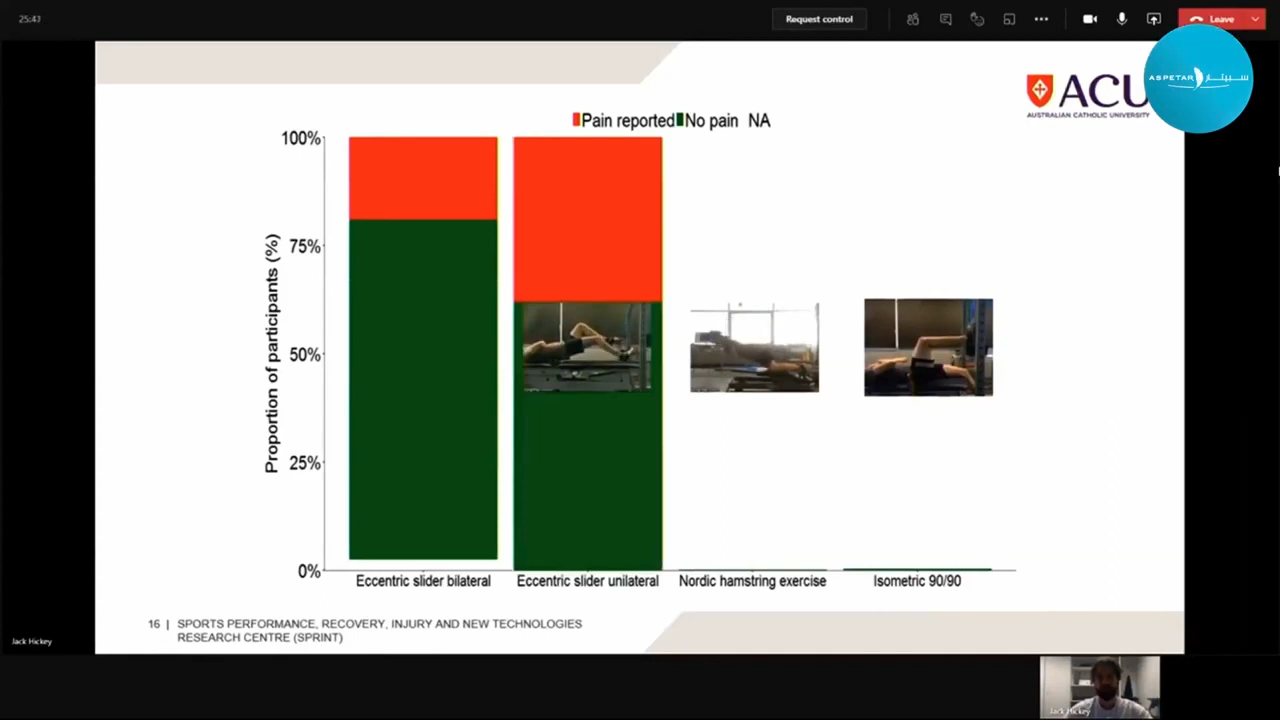 25:47
Request control
Leave
ASPETAR سبيتار
ACU
AUSTRALIAN CATHOLIC UNIVERSITY
Pain reported No pain NA
100%
75%
50%
25%
0%
Proportion of participants (%)
Eccentric slider bilateral
Eccentric slider unilateral
Nordic hamstring exercise
Isometric 90/90
16 | SPORTS PERFORMANCE, RECOVERY, INJURY AND NEW TECHNOLOGIES
RESEARCH CENTRE (SPRINT)
Jack Hickey
Jack Hickey